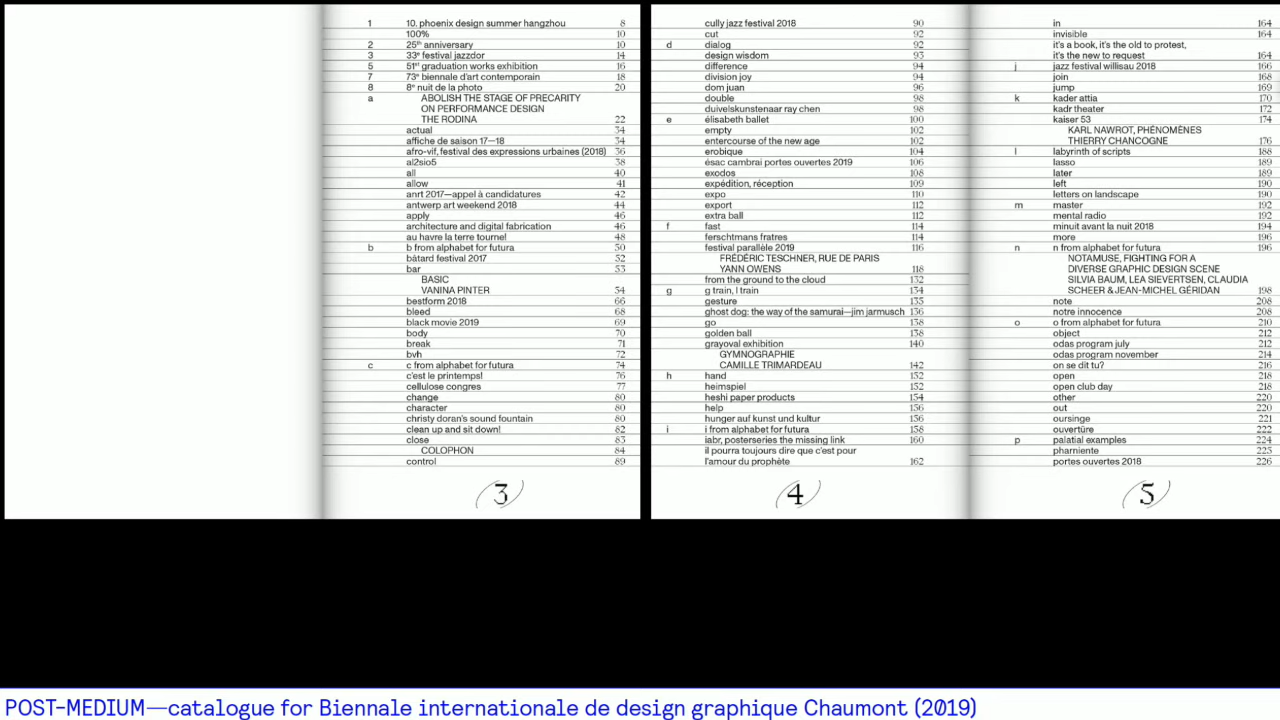 1 10. phoenix design summer hangzhou 8
100% 10
2 25th anniversary 10
3 33e festival jazzdor 14
5 51st graduation works exhibition 16
7 73e biennale d'art contemporain 18
8 8e nuit de la photo 20
a ABOLISH THE STAGE OF PRECARITY
ON PERFORMANCE DESIGN
THE RODINA 22
actual 34
affiche de saison 17—18 34
afro-vif, festival des expressions urbaines (2018) 36
al2sio5 38
all 40
allow 41
anrt 2017—appel à candidatures 42
antwerp art weekend 2018 44
apply 46
architecture and digital fabrication 46
au havre la terre tourne! 48
b b from alphabet for futura 50
bâtard festival 2017 52
bar 53
BASIC
VANINA PINTER 54
bestform 2018 66
bleed 68
black movie 2019 69
body 70
break 71
bvh 72
c c from alphabet for futura 74
c'est le printemps! 76
cellulose congres 77
change 80
character 80
christy doran's sound fountain 80
clean up and sit down! 82
close 83
COLOPHON 84
control 89
3
cully jazz festival 2018 90
cut 92
d dialog 92
design wisdom 93
difference 94
division joy 94
dom juan 96
double 98
duivelskunstenaar ray chen 98
e élisabeth ballet 100
empty 102
entercourse of the new age 102
erobique 104
ésac cambrai portes ouvertes 2019 106
exodos 108
expédition, réception 109
expo 110
export 112
extra ball 112
f fast 114
ferschtmans fratres 114
festival parallèle 2019 116
FRÉDÉRIC TESCHNER, RUE DE PARIS
YANN OWENS 118
from the ground to the cloud 132
g g train, l train 134
gesture 135
ghost dog: the way of the samurai—jim jarmusch 136
go 138
golden ball 138
grayoval exhibition 140
GYMNOGRAPHIE
CAMILLE TRIMARDEAU 142
h hand 152
heimspiel 152
heshi paper products 154
help 156
hunger auf kunst und kultur 156
i i from alphabet for futura 158
iabr, posterseries the missing link 160
il pourra toujours dire que c'est pour
l'amour du prophète 162
4
in 164
invisible 164
it's a book, it's the old to protest,
it's the new to request 164
j jazz festival willisau 2018 166
join 168
jump 169
k kader attia 170
kadr theater 172
kaiser 53 174
KARL NAWROT, PHÉNOMÈNES
THIERRY CHANCOGNE 176
l labyrinth of scripts 188
lasso 189
later 189
left 190
letters on landscape 190
m master 192
mental radio 192
minuit avant la nuit 2018 194
more 196
n n from alphabet for futura 196
NOTAMUSE, FIGHTING FOR A
DIVERSE GRAPHIC DESIGN SCENE
SILVIA BAUM, LEA SIEVERTSEN, CLAUDIA
SCHEER & JEAN-MICHEL GÉRIDAN 198
note 208
notre innocence 208
o o from alphabet for futura 210
object 212
odas program july 212
odas program november 214
on se dit tu? 216
open 218
open club day 218
other 220
out 220
oursinge 221
ouvertüre 222
p palatial examples 224
pharniente 225
portes ouvertes 2018 226
5
POST-MEDIUM—catalogue for Biennale internationale de design graphique Chaumont (2019)